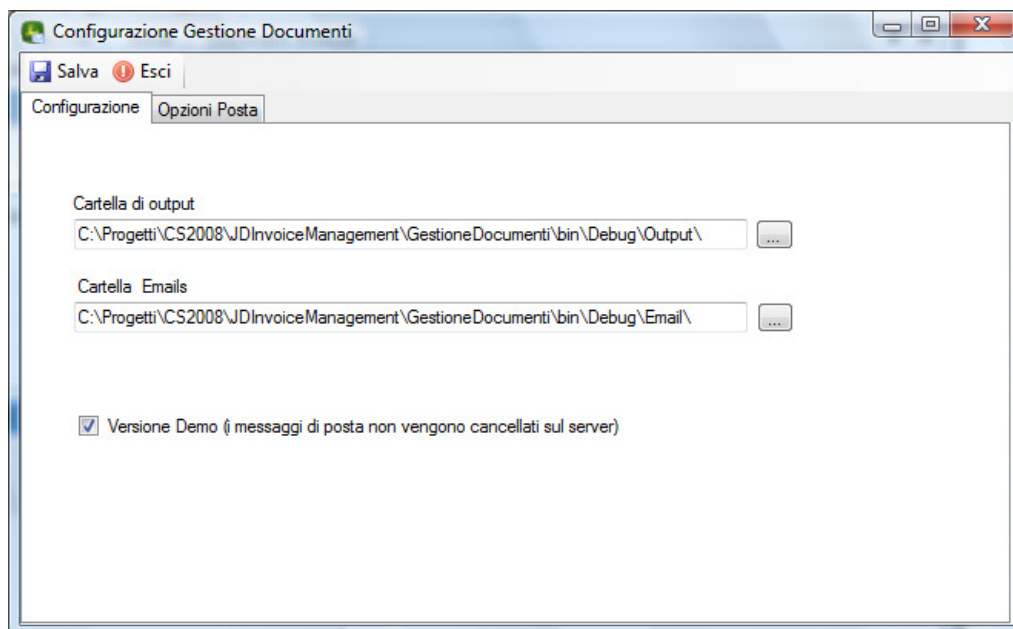 Configurazione Gestione Documenti
Salva Esci
Configurazione Opzioni Posta
Cartella di output
C:\Progetti\CS2008\JDInvoiceManagement\GestioneDocumenti\bin\Debug\Output\ ...
Cartella Emails
C:\Progetti\CS2008\JDInvoiceManagement\GestioneDocumenti\bin\Debug\Email\ ...
Versione Demo (i messaggi di posta non vengono cancellati sul server)